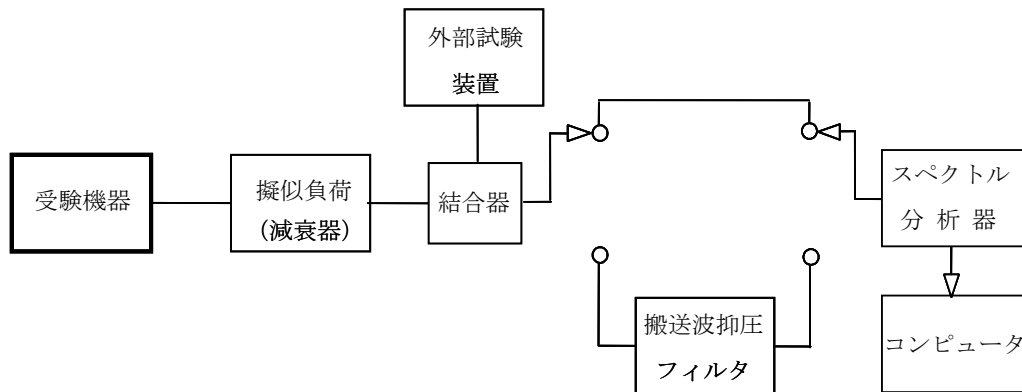 外部試験
装置
受験機器
擬似負荷
(減衰器)
結合器
スペクトル
分 析 器
搬送波抑圧
フィルタ
コンピュータ